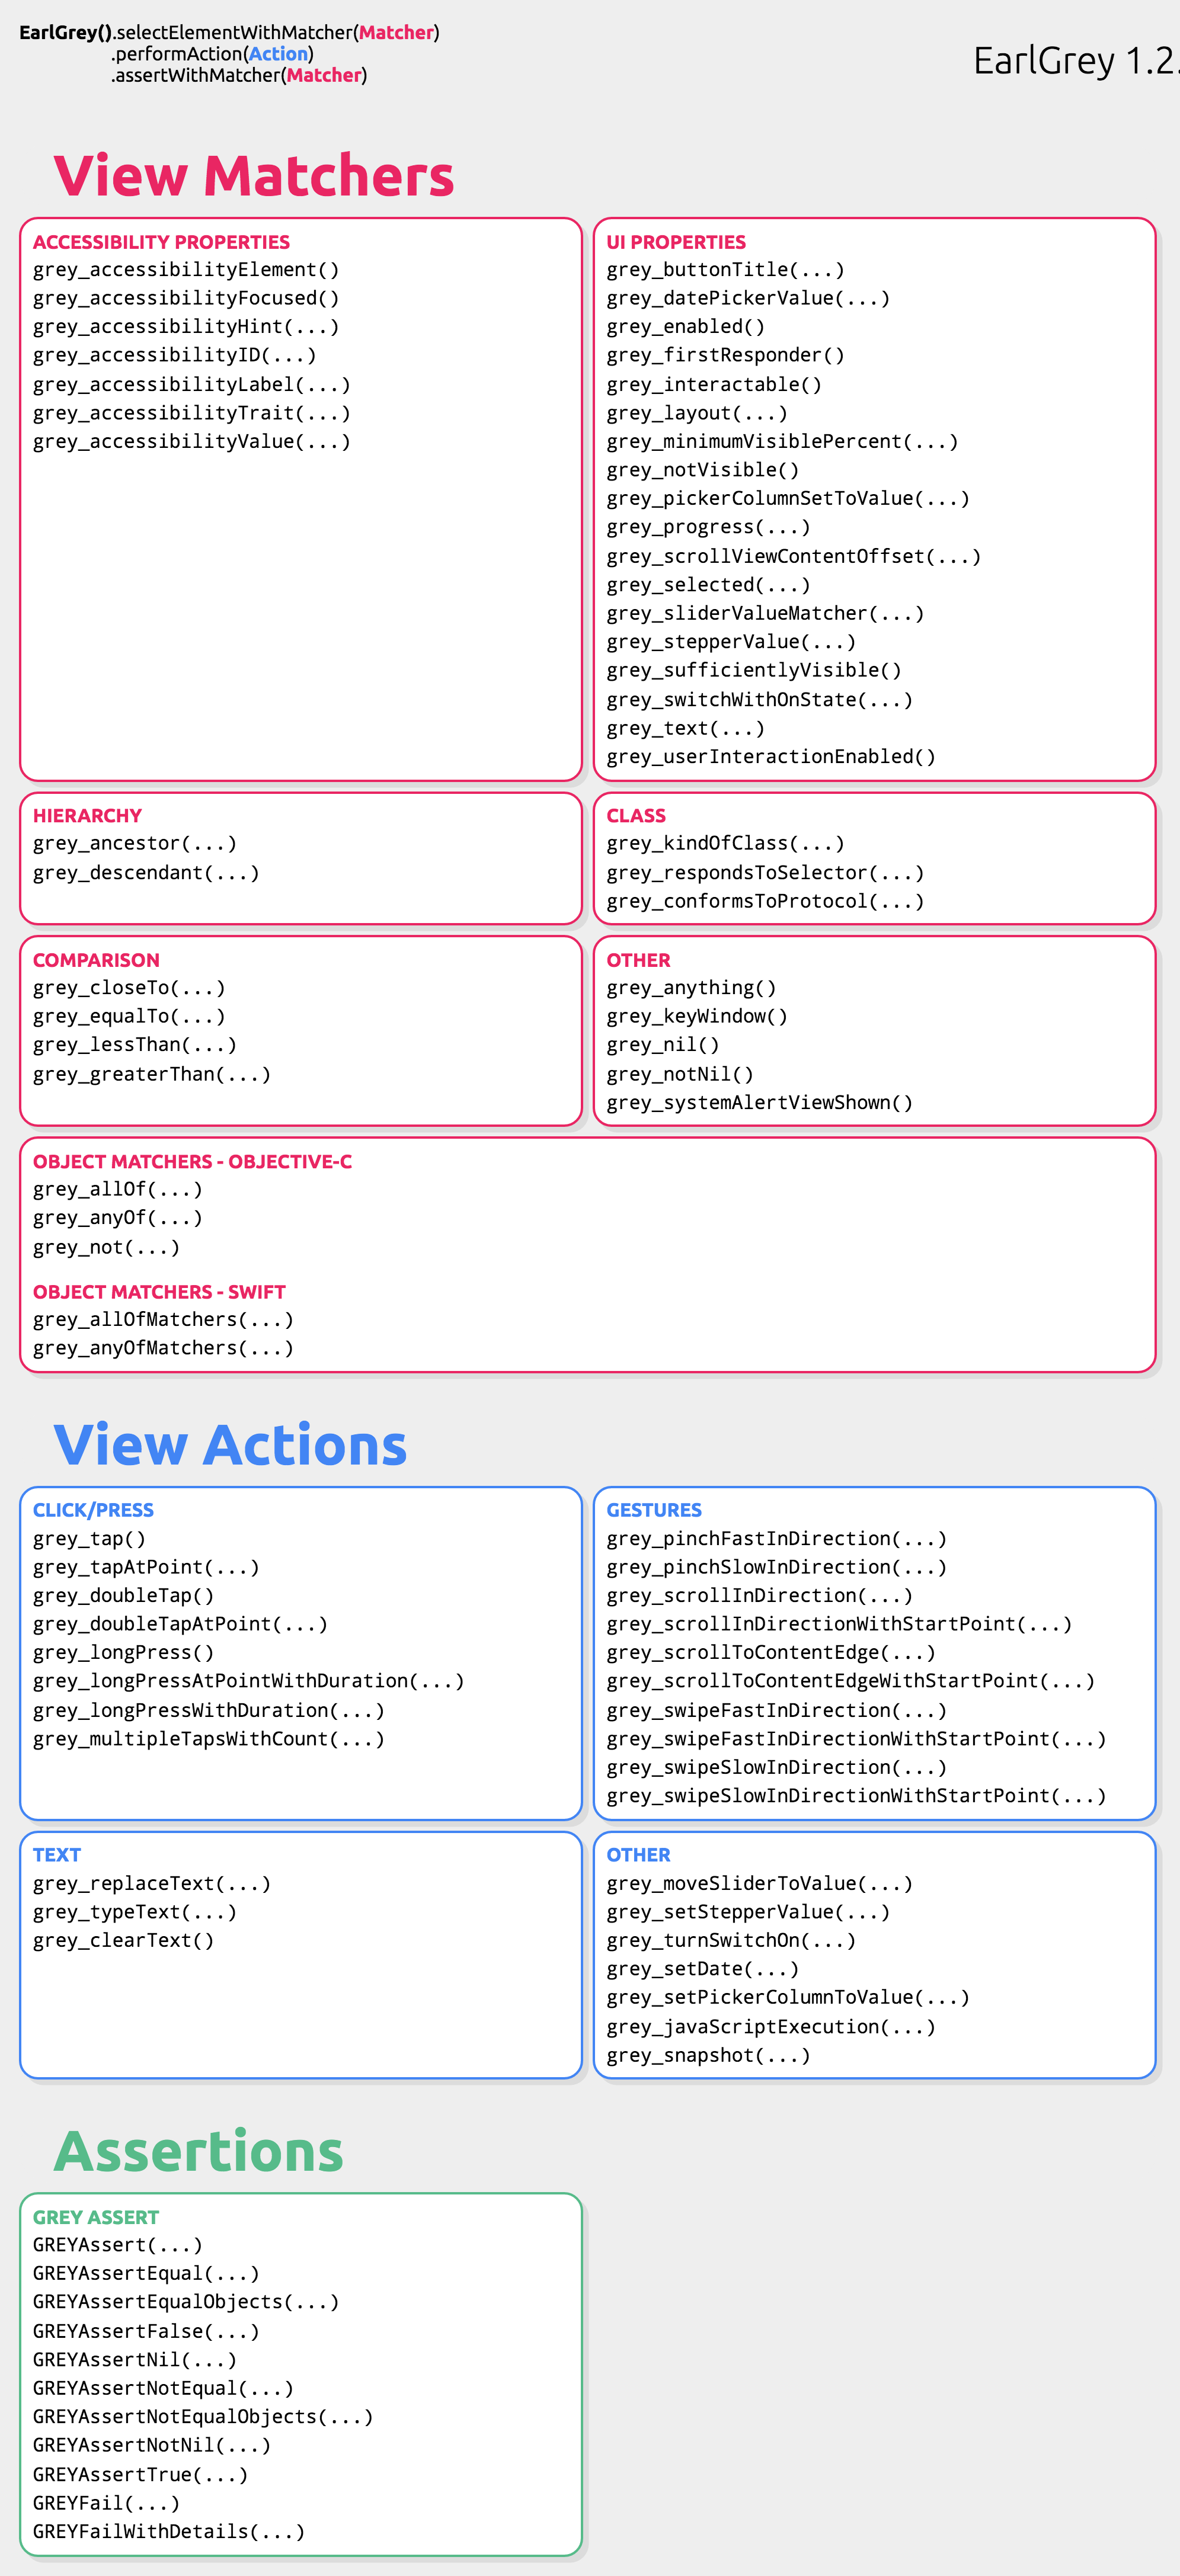 EarlGrey().selectElementWithMatcher(Matcher)
.performAction(Action)
.assertWithMatcher(Matcher)
EarlGrey 1.2.
View Matchers
ACCESSIBILITY PROPERTIES
grey_accessibilityElement()
grey_accessibilityFocused()
grey_accessibilityHint(...)
grey_accessibilityID(...)
grey_accessibilityLabel(...)
grey_accessibilityTrait(...)
grey_accessibilityValue(...)
UI PROPERTIES
grey_buttonTitle(...)
grey_datePickerValue(...)
grey_enabled()
grey_firstResponder()
grey_interactable()
grey_layout(...)
grey_minimumVisiblePercent(...)
grey_notVisible()
grey_pickerColumnSetToValue(...)
grey_progress(...)
grey_scrollViewContentOffset(...)
grey_selected(...)
grey_sliderValueMatcher(...)
grey_stepperValue(...)
grey_sufficientlyVisible()
grey_switchWithOnState(...)
grey_text(...)
grey_userInteractionEnabled()
HIERARCHY
grey_ancestor(...)
grey_descendant(...)
CLASS
grey_kindOfClass(...)
grey_respondsToSelector(...)
grey_conformsToProtocol(...)
COMPARISON
grey_closeTo(...)
grey_equalTo(...)
grey_lessThan(...)
grey_greaterThan(...)
OTHER
grey_anything()
grey_keyWindow()
grey_nil()
grey_notNil()
grey_systemAlertViewShown()
OBJECT MATCHERS - OBJECTIVE-C
grey_allOf(...)
grey_anyOf(...)
grey_not(...)
OBJECT MATCHERS - SWIFT
grey_allOfMatchers(...)
grey_anyOfMatchers(...)
View Actions
CLICK/PRESS
grey_tap()
grey_tapAtPoint(...)
grey_doubleTap()
grey_doubleTapAtPoint(...)
grey_longPress()
grey_longPressAtPointWithDuration(...)
grey_longPressWithDuration(...)
grey_multipleTapsWithCount(...)
GESTURES
grey_pinchFastInDirection(...)
grey_pinchSlowInDirection(...)
grey_scrollInDirection(...)
grey_scrollInDirectionWithStartPoint(...)
grey_scrollToContentEdge(...)
grey_scrollToContentEdgeWithStartPoint(...)
grey_swipeFastInDirection(...)
grey_swipeFastInDirectionWithStartPoint(...)
grey_swipeSlowInDirection(...)
grey_swipeSlowInDirectionWithStartPoint(...)
TEXT
grey_replaceText(...)
grey_typeText(...)
grey_clearText()
OTHER
grey_moveSliderToValue(...)
grey_setStepperValue(...)
grey_turnSwitchOn(...)
grey_setDate(...)
grey_setPickerColumnToValue(...)
grey_javaScriptExecution(...)
grey_snapshot(...)
Assertions
GREY ASSERT
GREYAssert(...)
GREYAssertEqual(...)
GREYAssertEqualObjects(...)
GREYAssertFalse(...)
GREYAssertNil(...)
GREYAssertNotEqual(...)
GREYAssertNotEqualObjects(...)
GREYAssertNotNil(...)
GREYAssertTrue(...)
GREYFail(...)
GREYFailWithDetails(...)